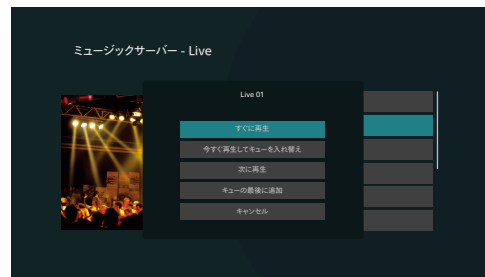 ミュージックサーバー - Live
Live 01
すぐに再生
今すぐ再生してキューを入れ替え
次に再生
キューの最後に追加
キャンセル